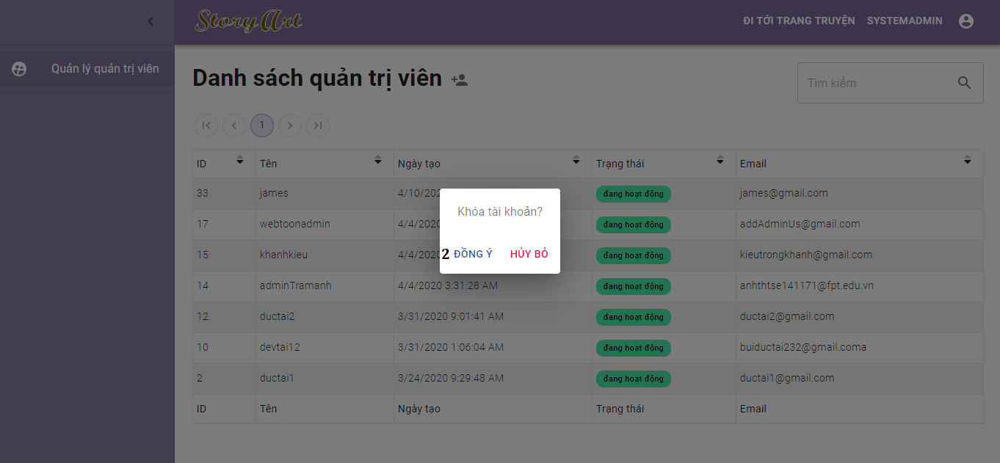 Story Art
ĐI TỚI TRANG TRUYỆN SYSTEMADMIN
Quản lý quản trị viên
Danh sách quản trị viên
Tìm kiếm
1
ID Tên Ngày tạo Trạng thái Email
33 james 4/10/202 đang hoạt động james@gmail.com
17 webtoonadmin 4/4/2020 đang hoạt động addAdminUs@gmail.com
15 khanhkieu 4/4/2020 đang hoạt động kieutrongkhanh@gmail.com
14 adminTramanh 4/4/2020 3:31:28 AM đang hoạt động anhthtse141171@fpt.edu.vn
12 ductai2 3/31/2020 9:01:41 AM đang hoạt động ductai2@gmail.com
10 devtai12 3/31/2020 1:06:04 AM đang hoạt động buiductai232@gmail.coma
2 ductai1 3/24/2020 9:29:48 AM đang hoạt động ductai1@gmail.com
ID Tên Ngày tạo Trạng thái Email
Khóa tài khoản?
2 ĐỒNG Ý HỦY BỎ